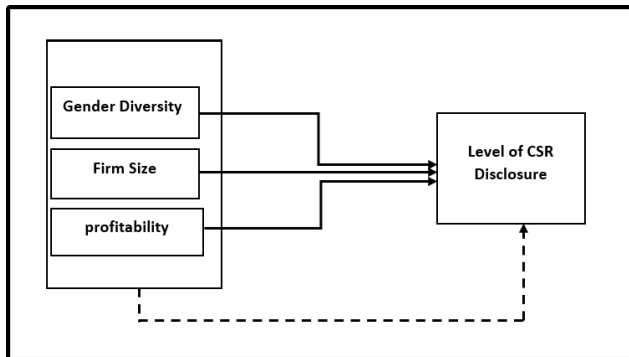 Gender Diversity
Firm Size
profitability
Level of CSR
Disclosure